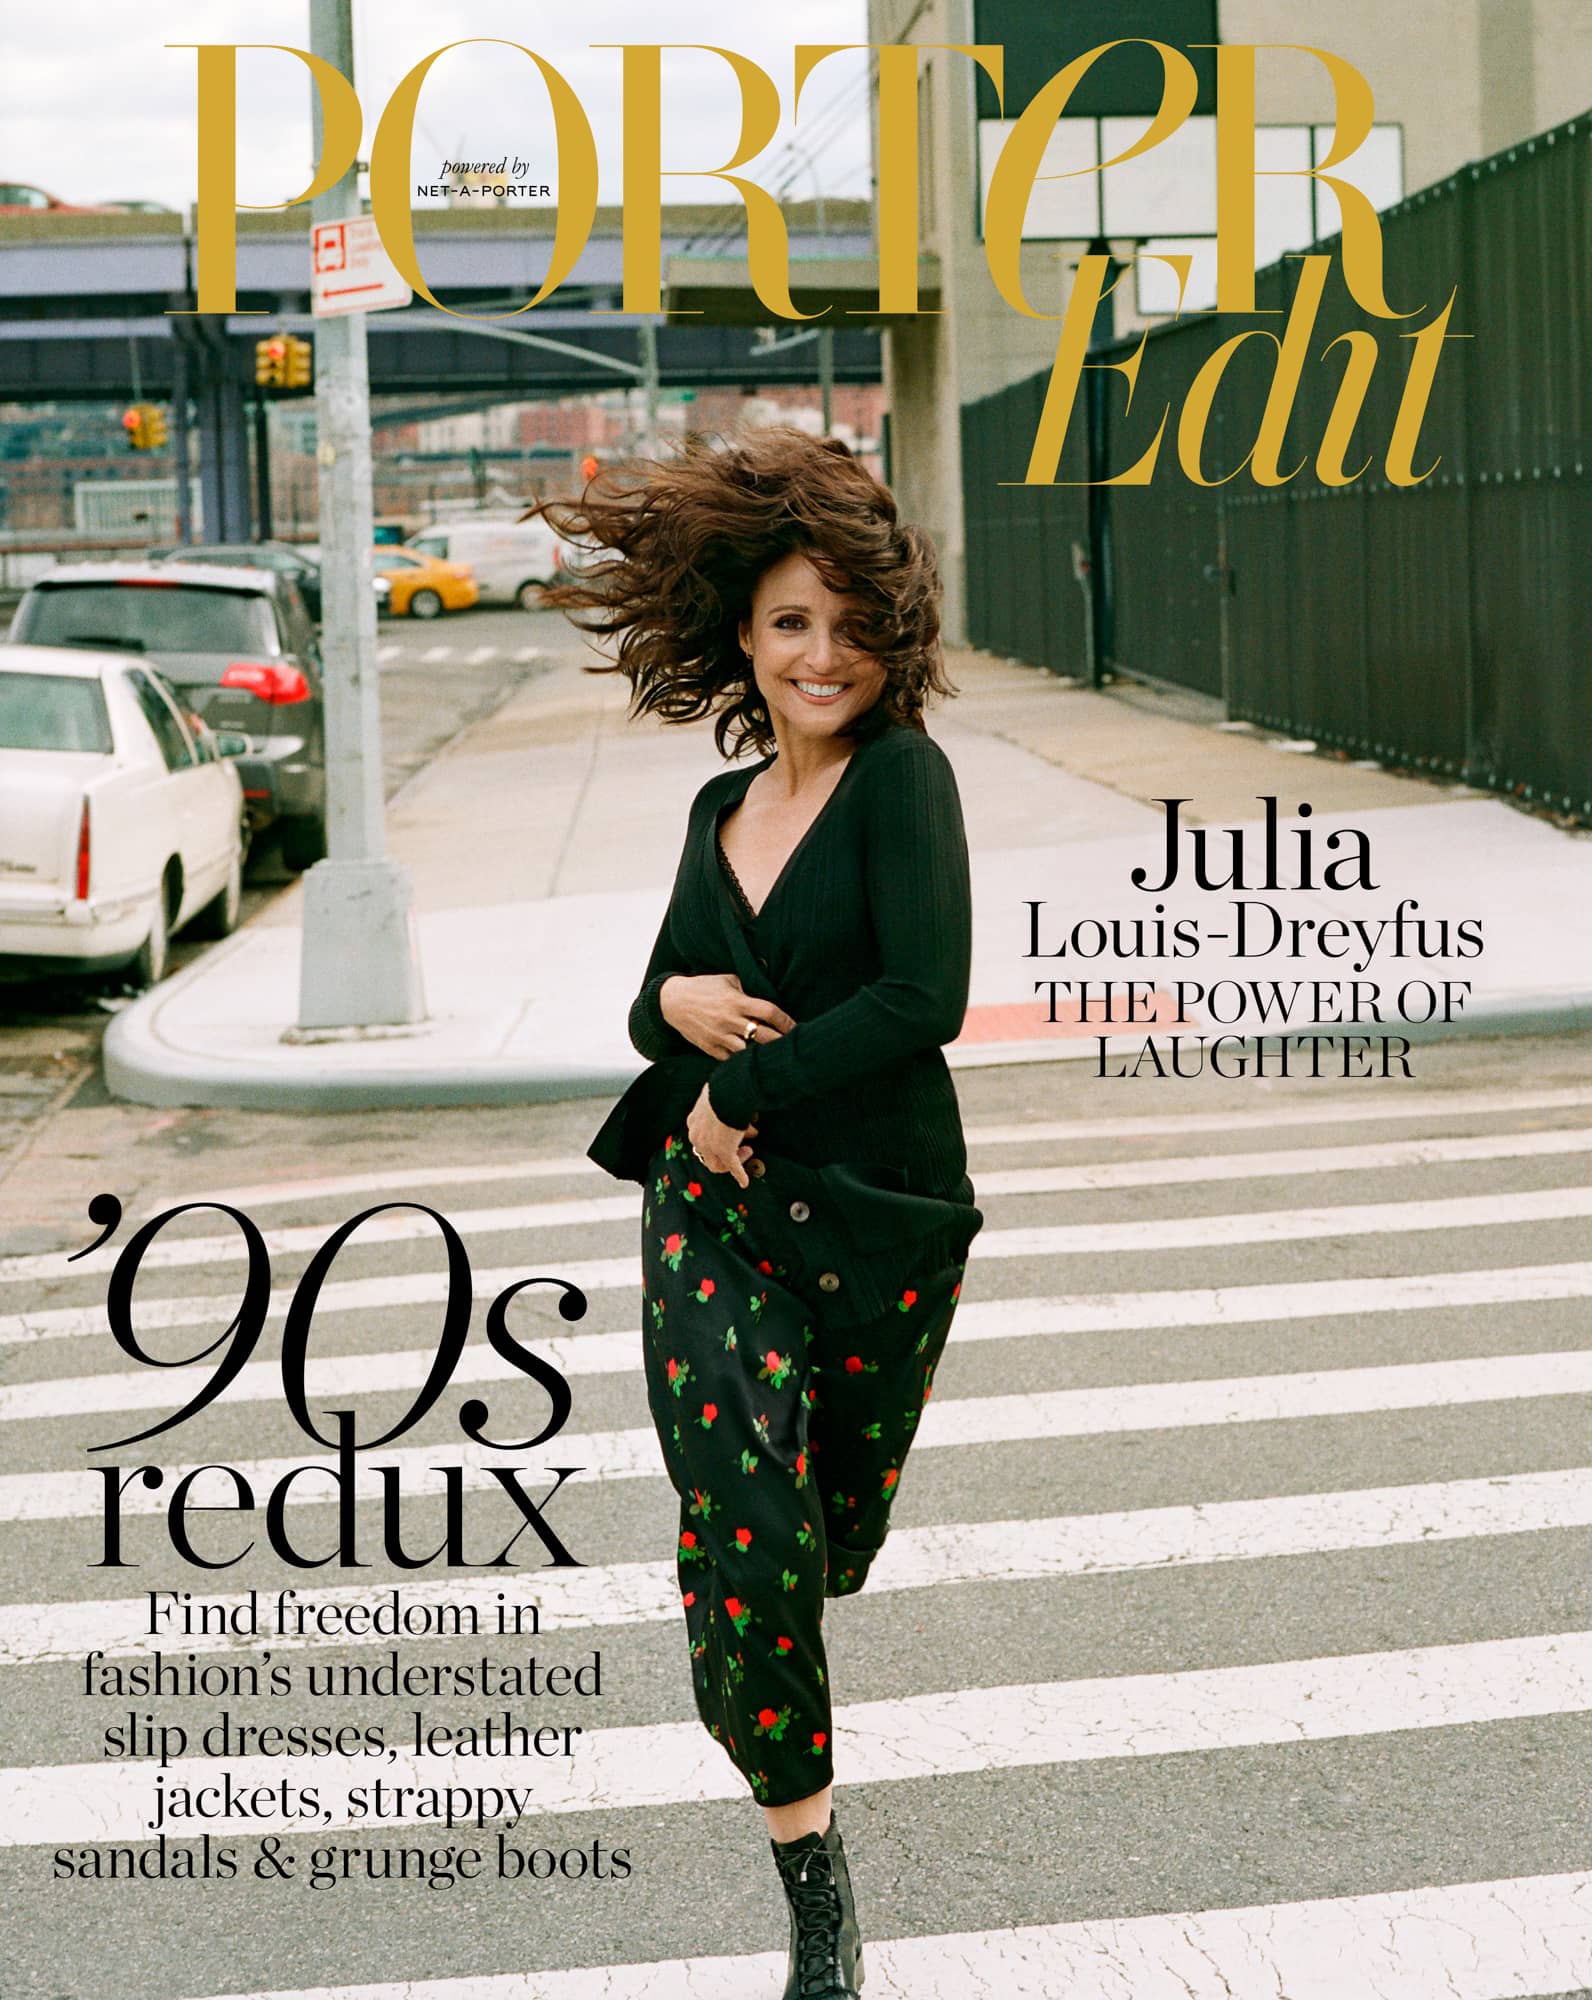 PORTER
powered by
NET-A-PORTER
Edit
Julia
Louis-Dreyfus
THE POWER OF
LAUGHTER
’90s
redux
Find freedom in
fashion’s understated
slip dresses, leather
jackets, strappy
sandals & grunge boots